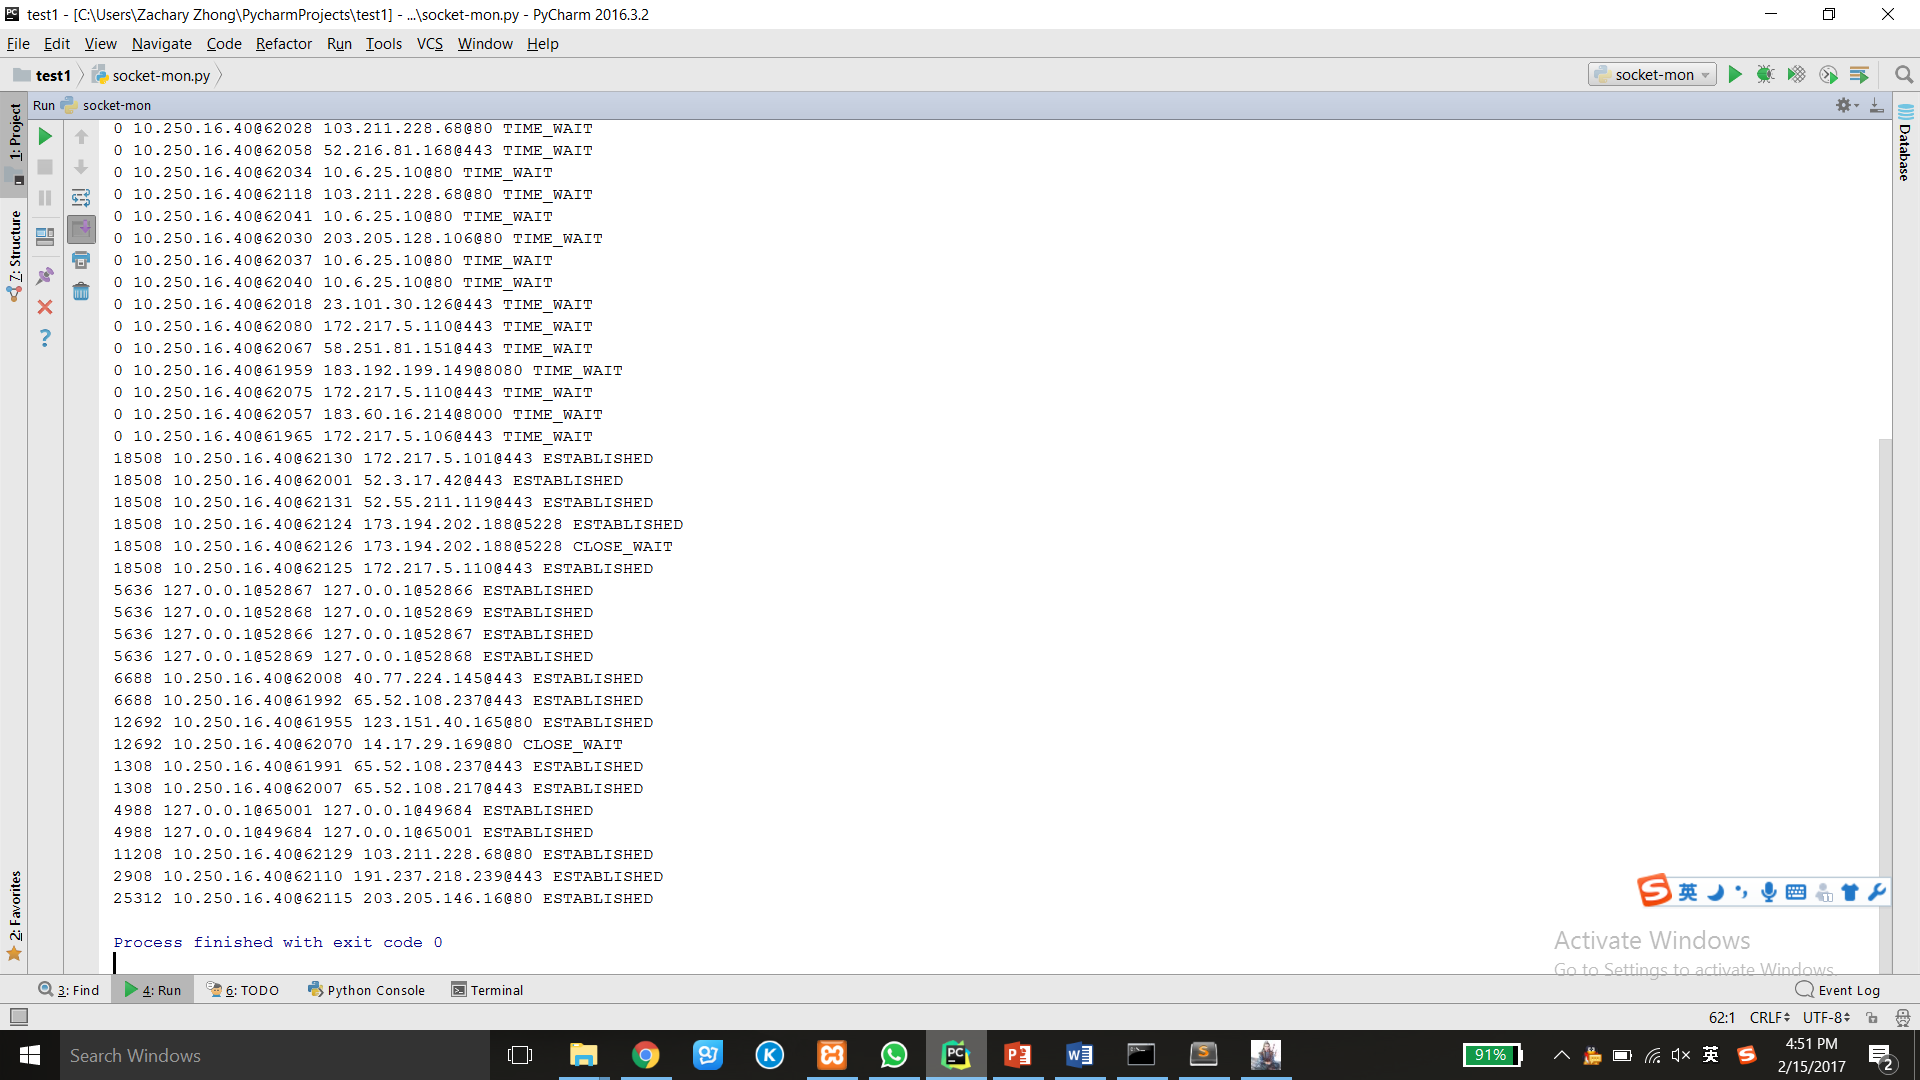 test1 - [C:\Users\Zachary Zhong\PycharmProjects\test1] - ...\socket-mon.py - PyCharm 2016.3.2
File Edit View Navigate Code Refactor Run Tools VCS Window Help
test1 socket-mon.py socket-mon
Run socket-mon
1: Project
7: Structure
2: Favorites
Database
0 10.250.16.40@62028 103.211.228.68@80 TIME_WAIT
0 10.250.16.40@62058 52.216.81.168@443 TIME_WAIT
0 10.250.16.40@62034 10.6.25.10@80 TIME_WAIT
0 10.250.16.40@62118 103.211.228.68@80 TIME_WAIT
0 10.250.16.40@62041 10.6.25.10@80 TIME_WAIT
0 10.250.16.40@62030 203.205.128.106@80 TIME_WAIT
0 10.250.16.40@62037 10.6.25.10@80 TIME_WAIT
0 10.250.16.40@62040 10.6.25.10@80 TIME_WAIT
0 10.250.16.40@62018 23.101.30.126@443 TIME_WAIT
0 10.250.16.40@62080 172.217.5.110@443 TIME_WAIT
0 10.250.16.40@62067 58.251.81.151@443 TIME_WAIT
0 10.250.16.40@61959 183.192.199.149@8080 TIME_WAIT
0 10.250.16.40@62075 172.217.5.110@443 TIME_WAIT
0 10.250.16.40@62057 183.60.16.214@8000 TIME_WAIT
0 10.250.16.40@61965 172.217.5.106@443 TIME_WAIT
18508 10.250.16.40@62130 172.217.5.101@443 ESTABLISHED
18508 10.250.16.40@62001 52.3.17.42@443 ESTABLISHED
18508 10.250.16.40@62131 52.55.211.119@443 ESTABLISHED
18508 10.250.16.40@62124 173.194.202.188@5228 ESTABLISHED
18508 10.250.16.40@62126 173.194.202.188@5228 CLOSE_WAIT
18508 10.250.16.40@62125 172.217.5.110@443 ESTABLISHED
5636 127.0.0.1@52867 127.0.0.1@52866 ESTABLISHED
5636 127.0.0.1@52868 127.0.0.1@52869 ESTABLISHED
5636 127.0.0.1@52866 127.0.0.1@52867 ESTABLISHED
5636 127.0.0.1@52869 127.0.0.1@52868 ESTABLISHED
6688 10.250.16.40@62008 40.77.224.145@443 ESTABLISHED
6688 10.250.16.40@61992 65.52.108.237@443 ESTABLISHED
12692 10.250.16.40@61955 123.151.40.165@80 ESTABLISHED
12692 10.250.16.40@62070 14.17.29.169@80 CLOSE_WAIT
1308 10.250.16.40@61991 65.52.108.237@443 ESTABLISHED
1308 10.250.16.40@62007 65.52.108.217@443 ESTABLISHED
4988 127.0.0.1@65001 127.0.0.1@49684 ESTABLISHED
4988 127.0.0.1@49684 127.0.0.1@65001 ESTABLISHED
11208 10.250.16.40@62129 103.211.228.68@80 ESTABLISHED
2908 10.250.16.40@62110 191.237.218.239@443 ESTABLISHED
25312 10.250.16.40@62115 203.205.146.16@80 ESTABLISHED
英
Process finished with exit code 0
Activate Windows
Go to Settings to activate Windows.
3: Find 4: Run 6: TODO Python Console Terminal Event Log
62:1 CRLF UTF-8
Search Windows 91% 英 4:51 PM
2/15/2017 2